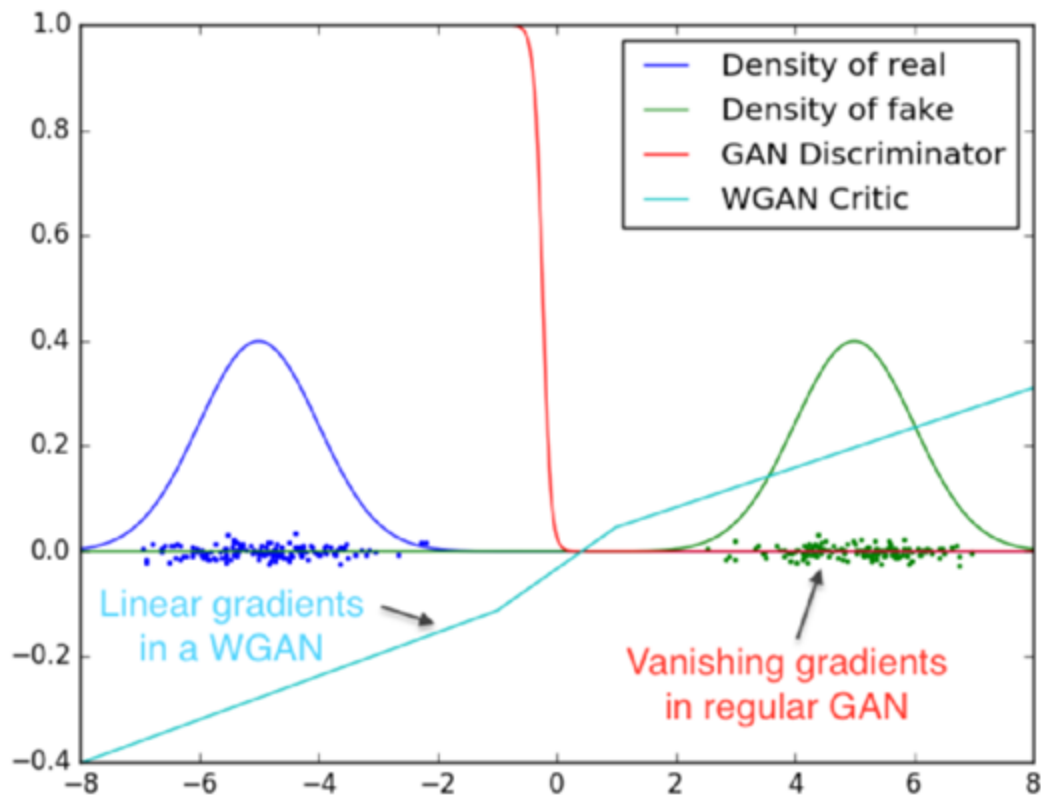 1.0
0.8
0.6
0.4
0.2
0.0
−0.2
−0.4
Density of real
Density of fake
GAN Discriminator
WGAN Critic
Linear gradients
in a WGAN
Vanishing gradients
in regular GAN
−8 −6 −4 −2 0 2 4 6 8